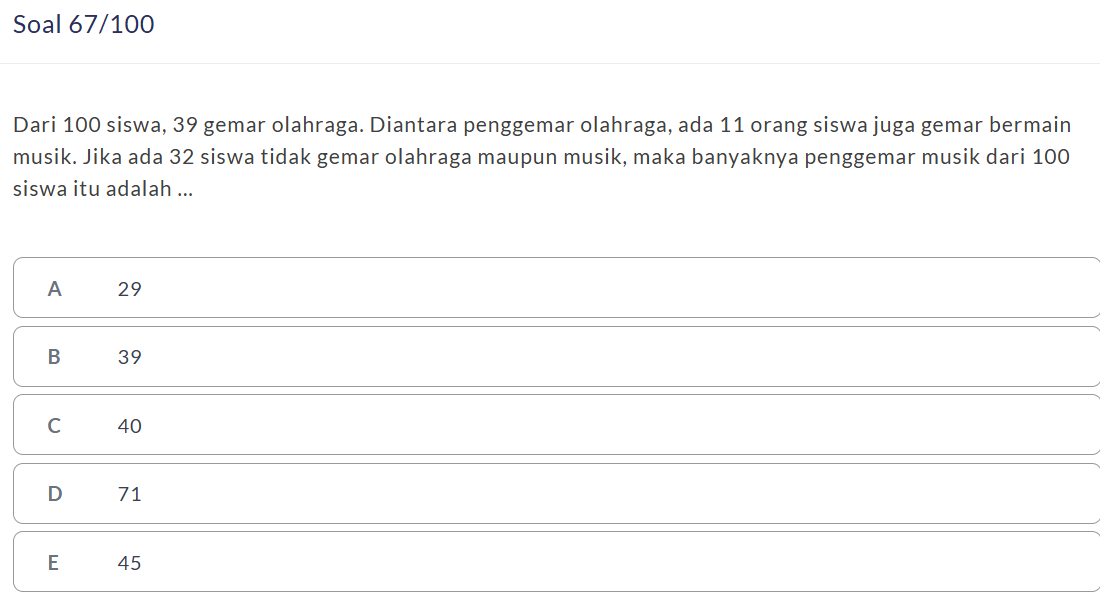 Soal 67/100
Dari 100 siswa, 39 gemar olahraga. Diantara penggemar olahraga, ada 11 orang siswa juga gemar bermain
musik. Jika ada 32 siswa tidak gemar olahraga maupun musik, maka banyaknya penggemar musik dari 100
siswa itu adalah ...
A 29
B 39
C 40
D 71
E 45